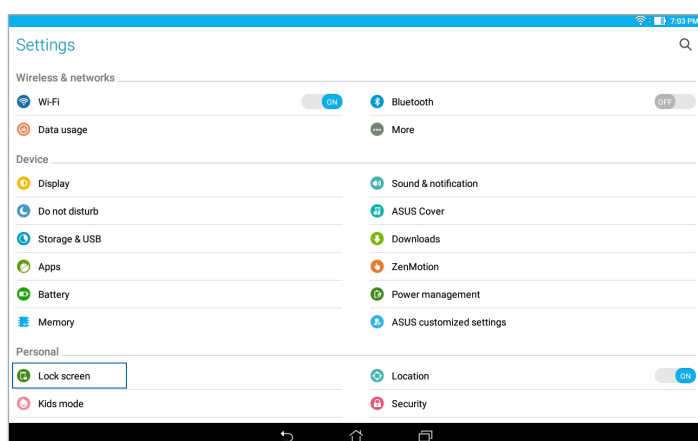 7:03 PM
Settings
Wireless & networks
Wi-Fi ON Bluetooth OFF
Data usage More
Device
Display Sound & notification
Do not disturb ASUS Cover
Storage & USB Downloads
Apps ZenMotion
Battery Power management
Memory ASUS customized settings
Personal
Lock screen Location ON
Kids mode Security